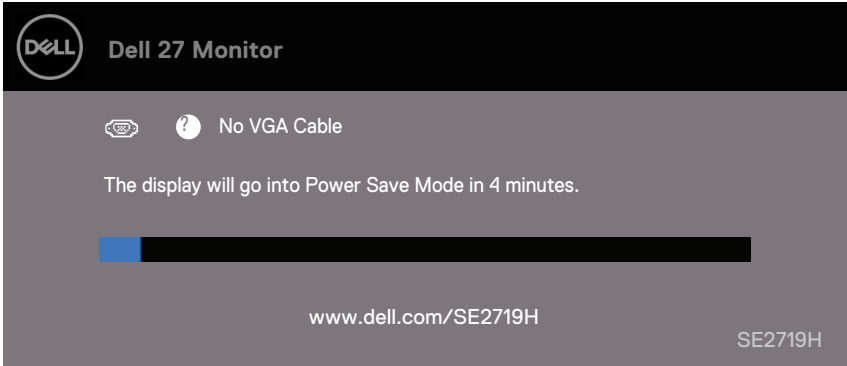 DELL Dell 27 Monitor
? No VGA Cable
The display will go into Power Save Mode in 4 minutes.
www.dell.com/SE2719H
SE2719H